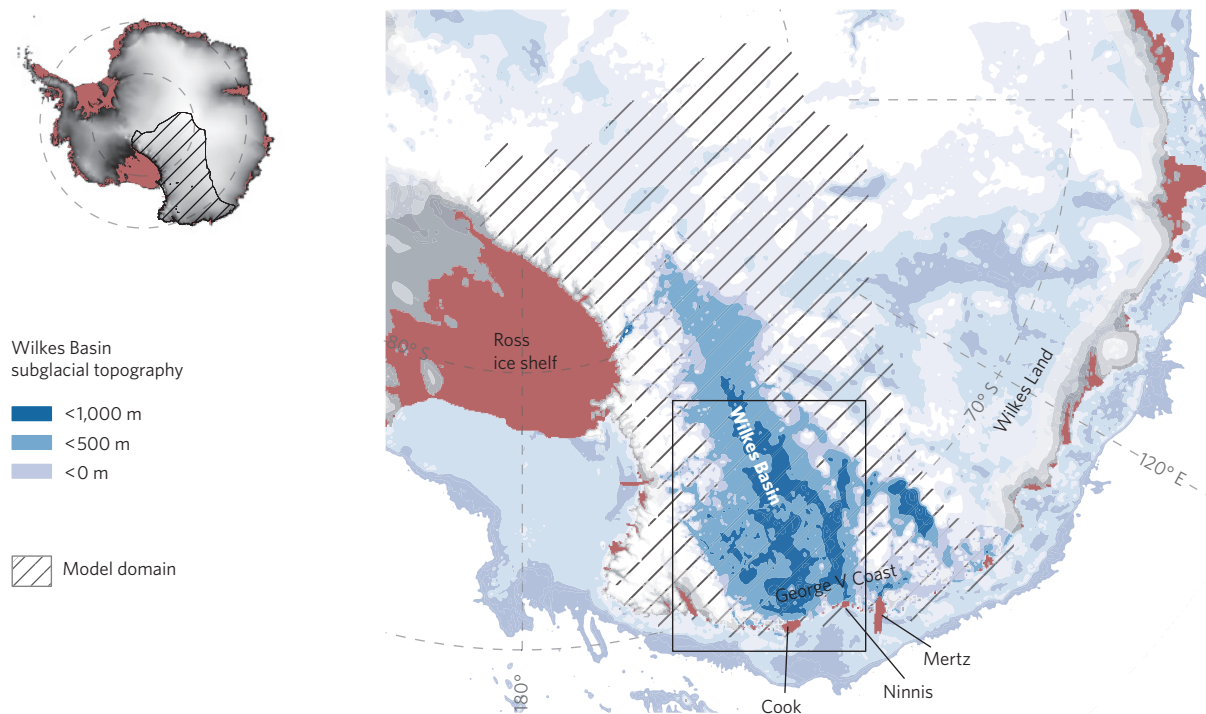 Wilkes Basin
subglacial topography
<1,000 m
<500 m
<0 m
Model domain
80° S
Ross
ice shelf
Wilkes Basin
70° S
Wilkes Land
120° E
George V Coast
Mertz
Ninnis
Cook
180°